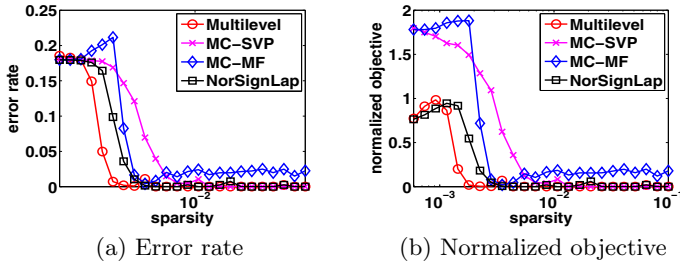 0.25
0.2
0.15
0.1
0.05
0
error rate
Multilevel
MC−SVP
MC−MF
NorSignLap
10⁻²
sparsity
(a) Error rate
2
1.5
1
0.5
0
normalized objective
Multilevel
MC−SVP
MC−MF
NorSignLap
10⁻³
10⁻²
10⁻¹
sparsity
(b) Normalized objective